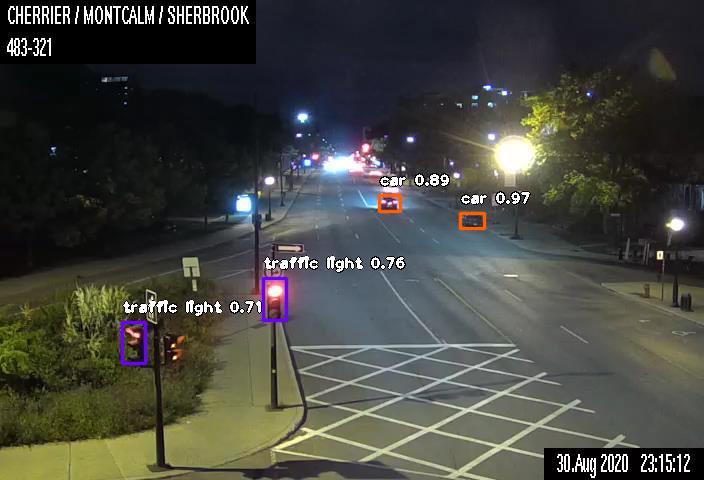 CHERRIER / MONTCALM / SHERBROOK
483-321
car 0.89
car 0.97
traffic light 0.76
traffic light 0.71
30.Aug 2020 23:15:12